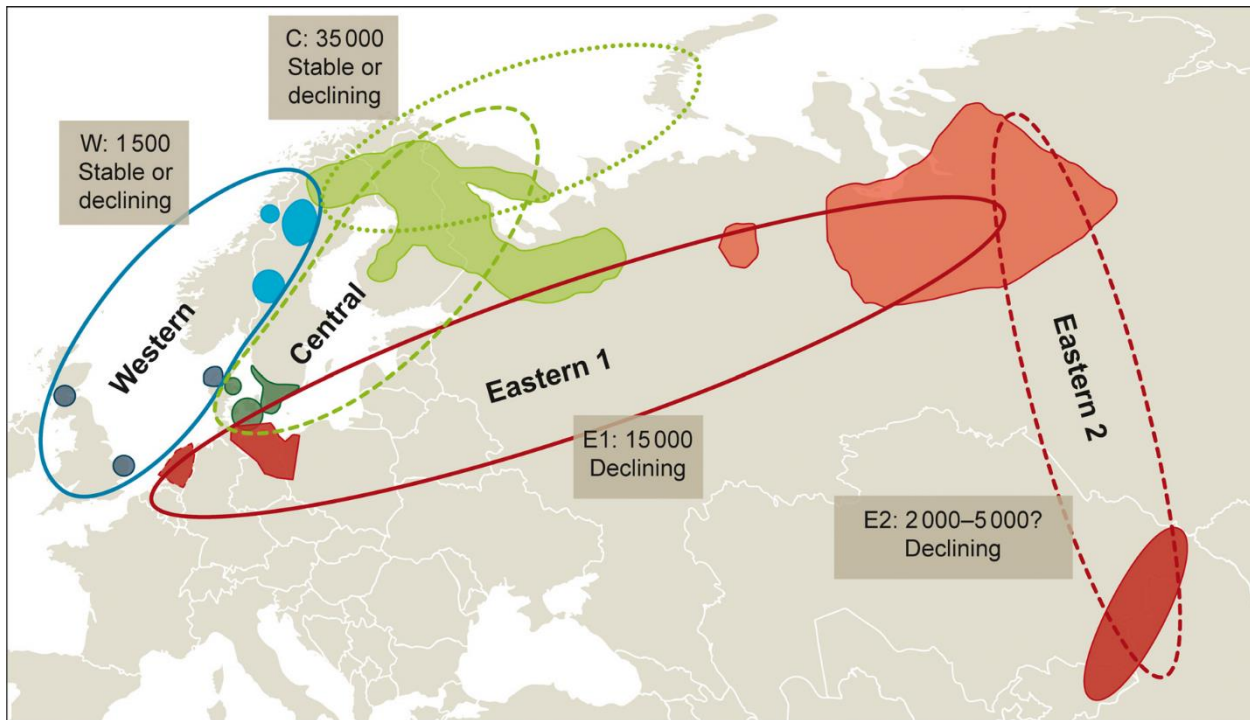 C: 35 000
Stable or
declining
W: 1 500
Stable or
declining
Western
Central
Eastern 1
Eastern 2
E1: 15 000
Declining
E2: 2 000–5 000?
Declining